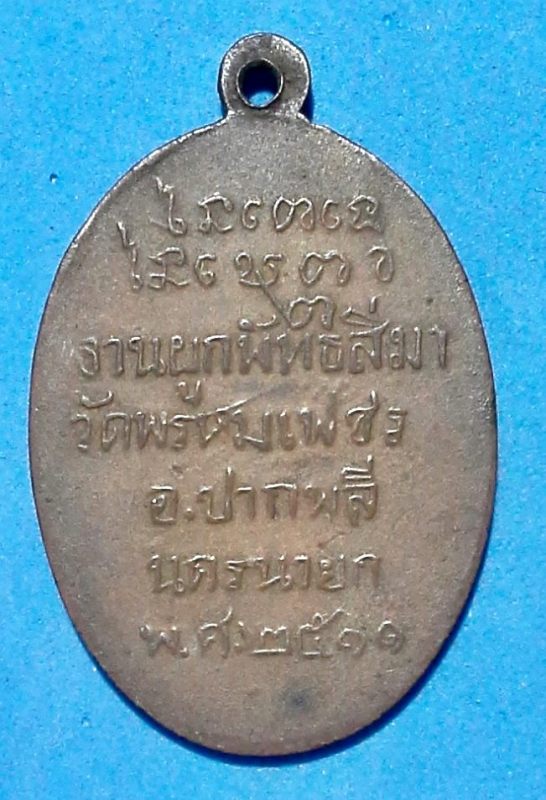 งานผูกพัทธสีมา
วัดพรหมเพชร
อ.ปากพลี
นครนายก
พ.ศ.๒๕๑๑